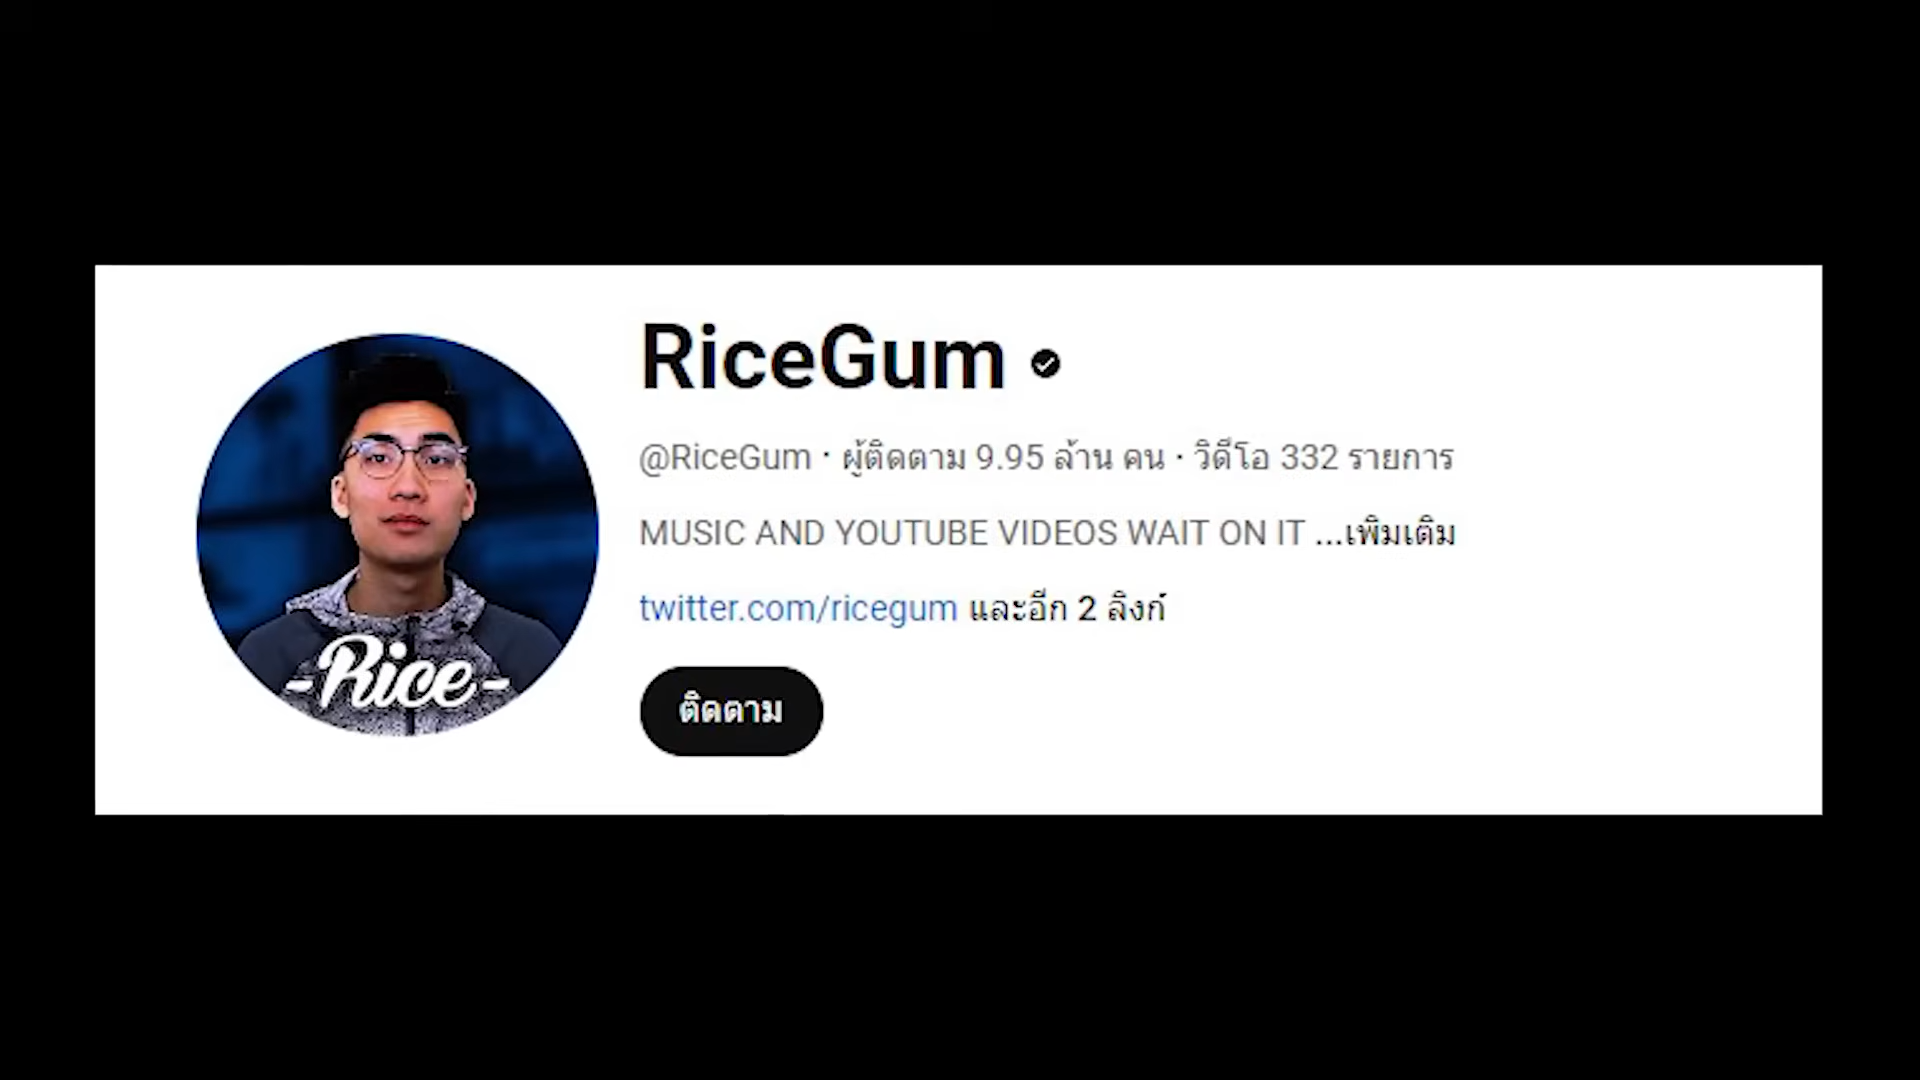 RiceGum
@RiceGum · ผู้ติดตาม 9.95 ล้าน คน · วิดีโอ 332 รายการ
MUSIC AND YOUTUBE VIDEOS WAIT ON IT ...เพิ่มเติม
twitter.com/ricegum และอีก 2 ลิงก์
ติดตาม
-Rice-